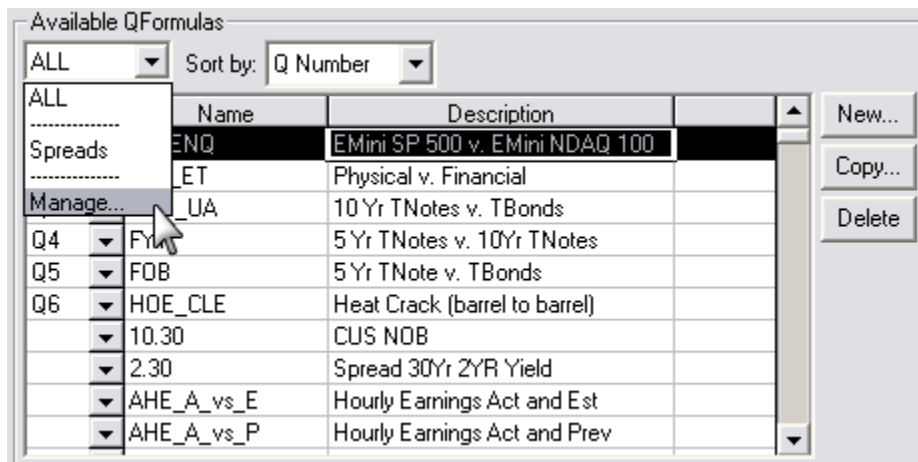 Available QFormulas
ALL Sort by: Q Number
ALL
---------------
Spreads
---------------
Manage...
Name Description
ENQ EMini SP 500 v. EMini NDAQ 100
_ET Physical v. Financial
_UA 10 Yr TNotes v. TBonds
Q4 5 Yr TNotes v. 10Yr TNotes
Q5 FOB 5 Yr TNote v. TBonds
Q6 HOE_CLE Heat Crack (barrel to barrel)
10.30 CUS NOB
2.30 Spread 30Yr 2YR Yield
AHE_A_vs_E Hourly Earnings Act and Est
AHE_A_vs_P Hourly Earnings Act and Prev
New...
Copy...
Delete